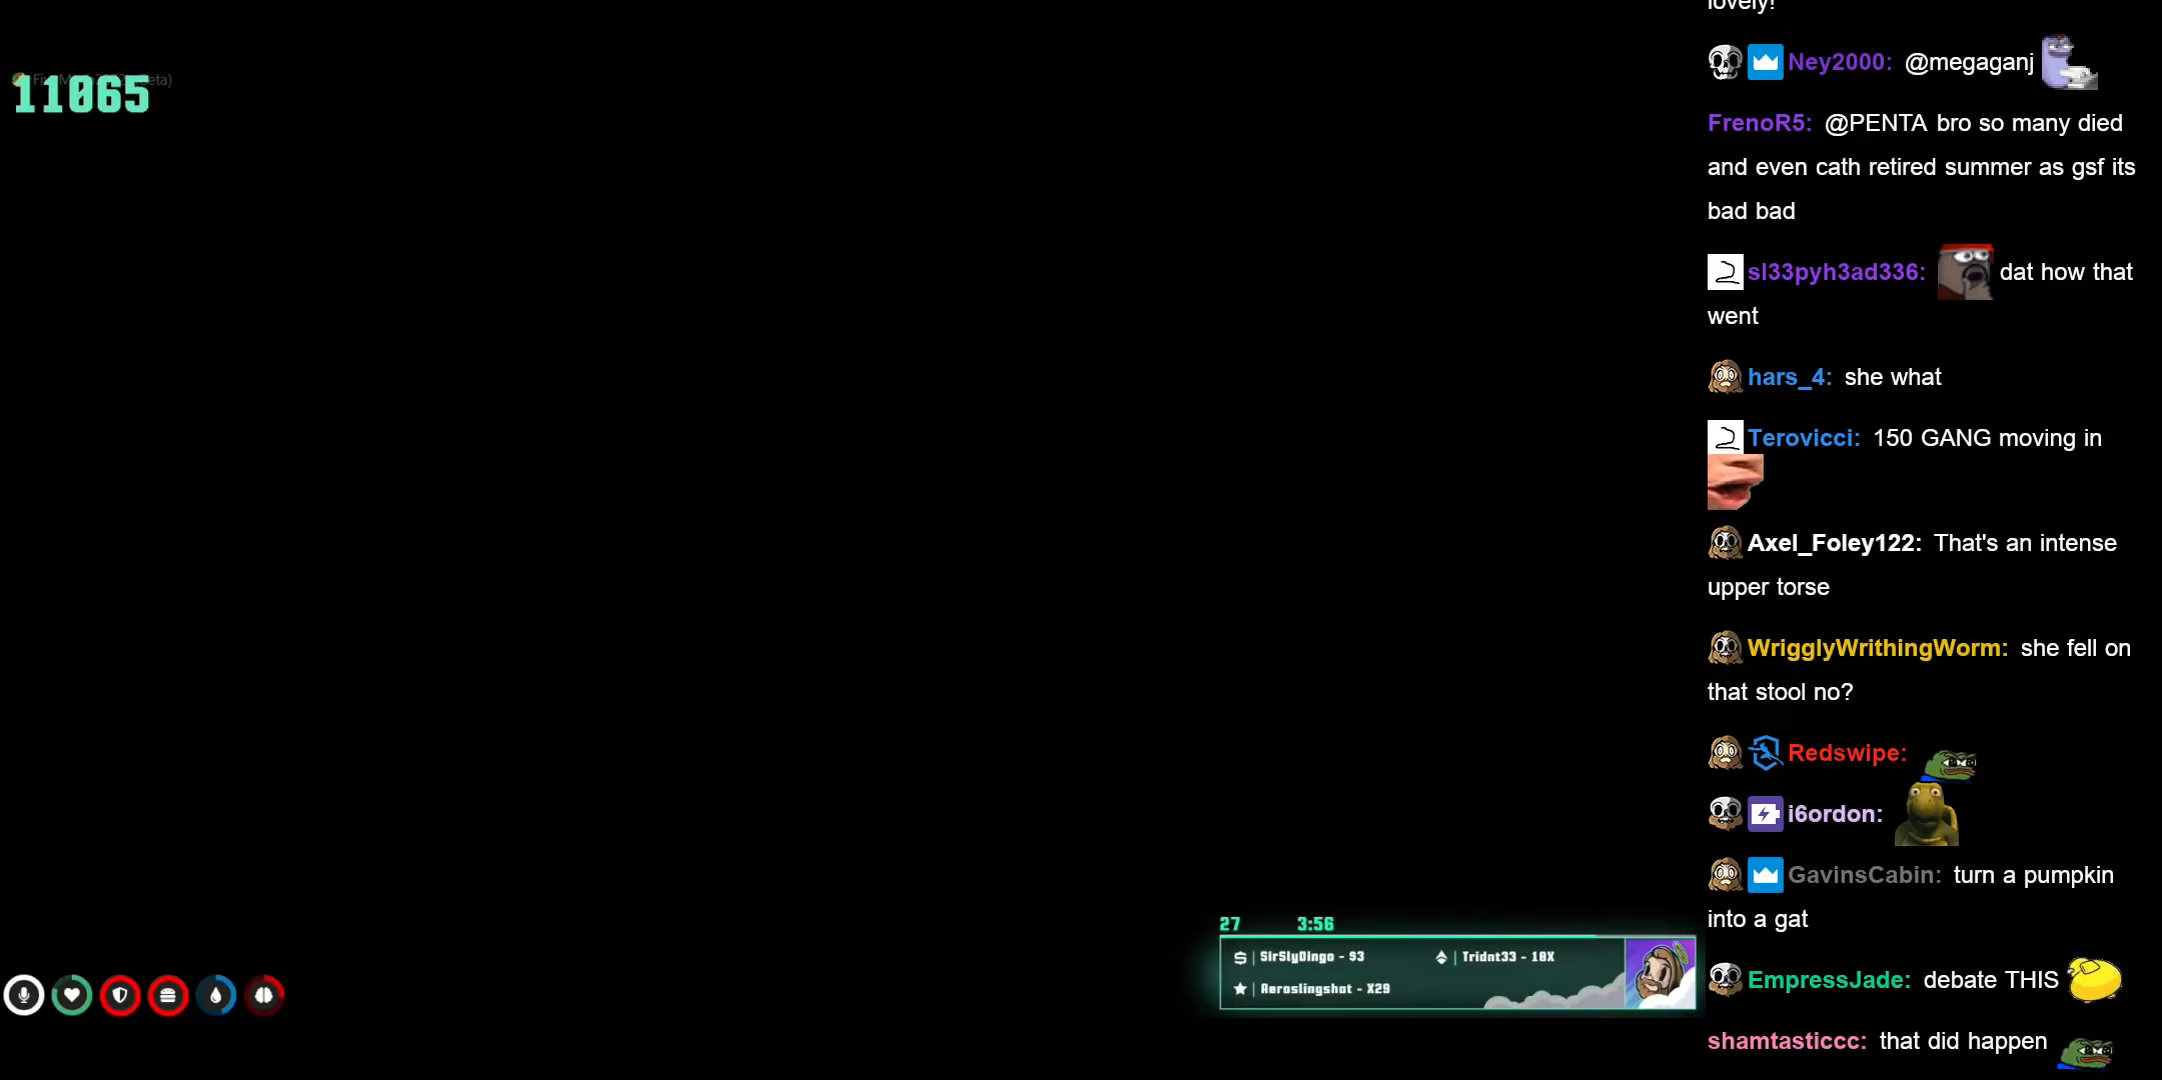 11065
lovely!
Ney2000: @megaganj
FrenoR5: @PENTA bro so many died
and even cath retired summer as gsf its
bad bad
sl33pyh3ad336: dat how that
went
hars_4: she what
Terovicci: 150 GANG moving in
Axel_Foley122: That's an intense
upper torse
WrigglyWrithingWorm: she fell on
that stool no?
Redswipe:
i6ordon:
GavinsCabin: turn a pumpkin
into a gat
EmpressJade: debate THIS
shamtasticcc: that did happen
27 3:56
SirSlyDingo - 93
Tridnt33 - 10X
Aeroslingshot - X29